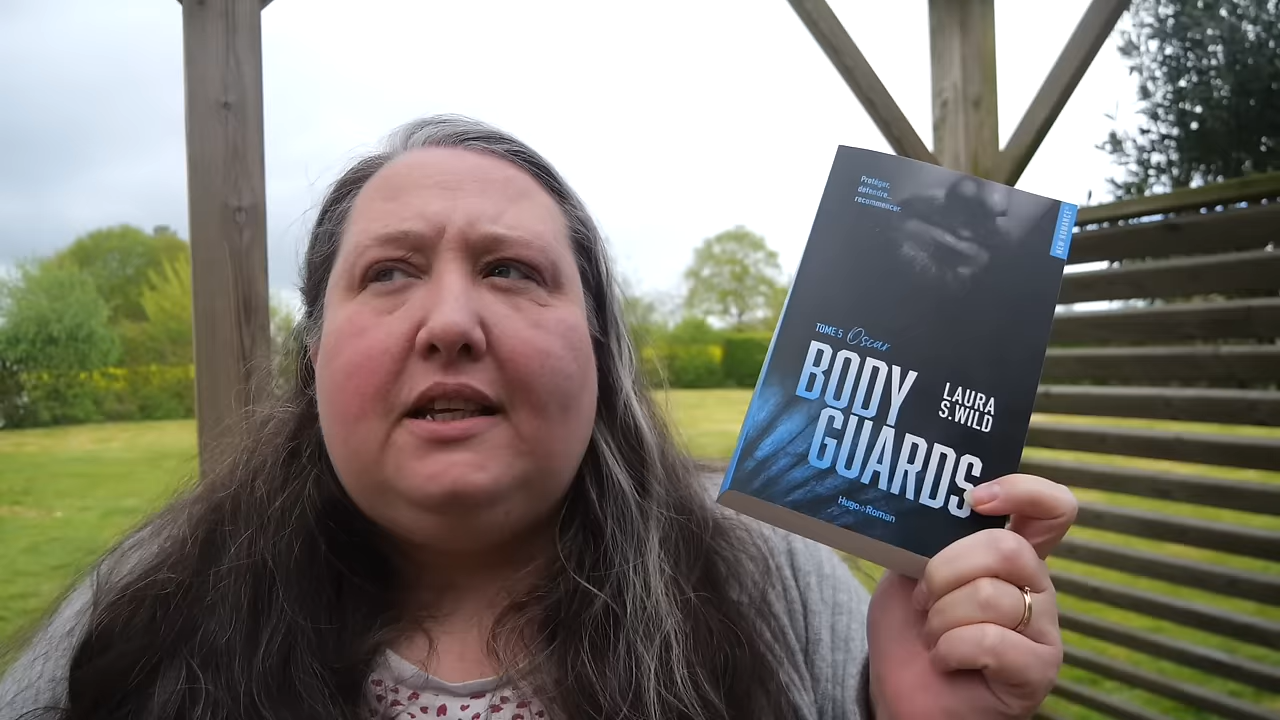 Protéger,
défendre...
recommencer.
NEW ROMANCE
TOME 5 Oscar
BODY
GUARDS
LAURA
S.WILD
Hugo+Roman